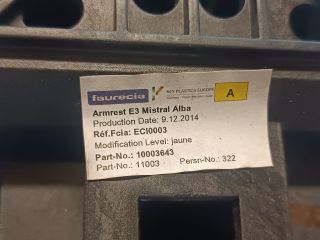 faurecia KEY PLASTICS EUROPE A
Armrest E3 Mistral Alba
Production Date: 9.12.2014
Réf.Fcia: ECI0003
Modification Level: jaune
Part-No.: 10003643
Part-No.: 11003 Persn-No.: 322